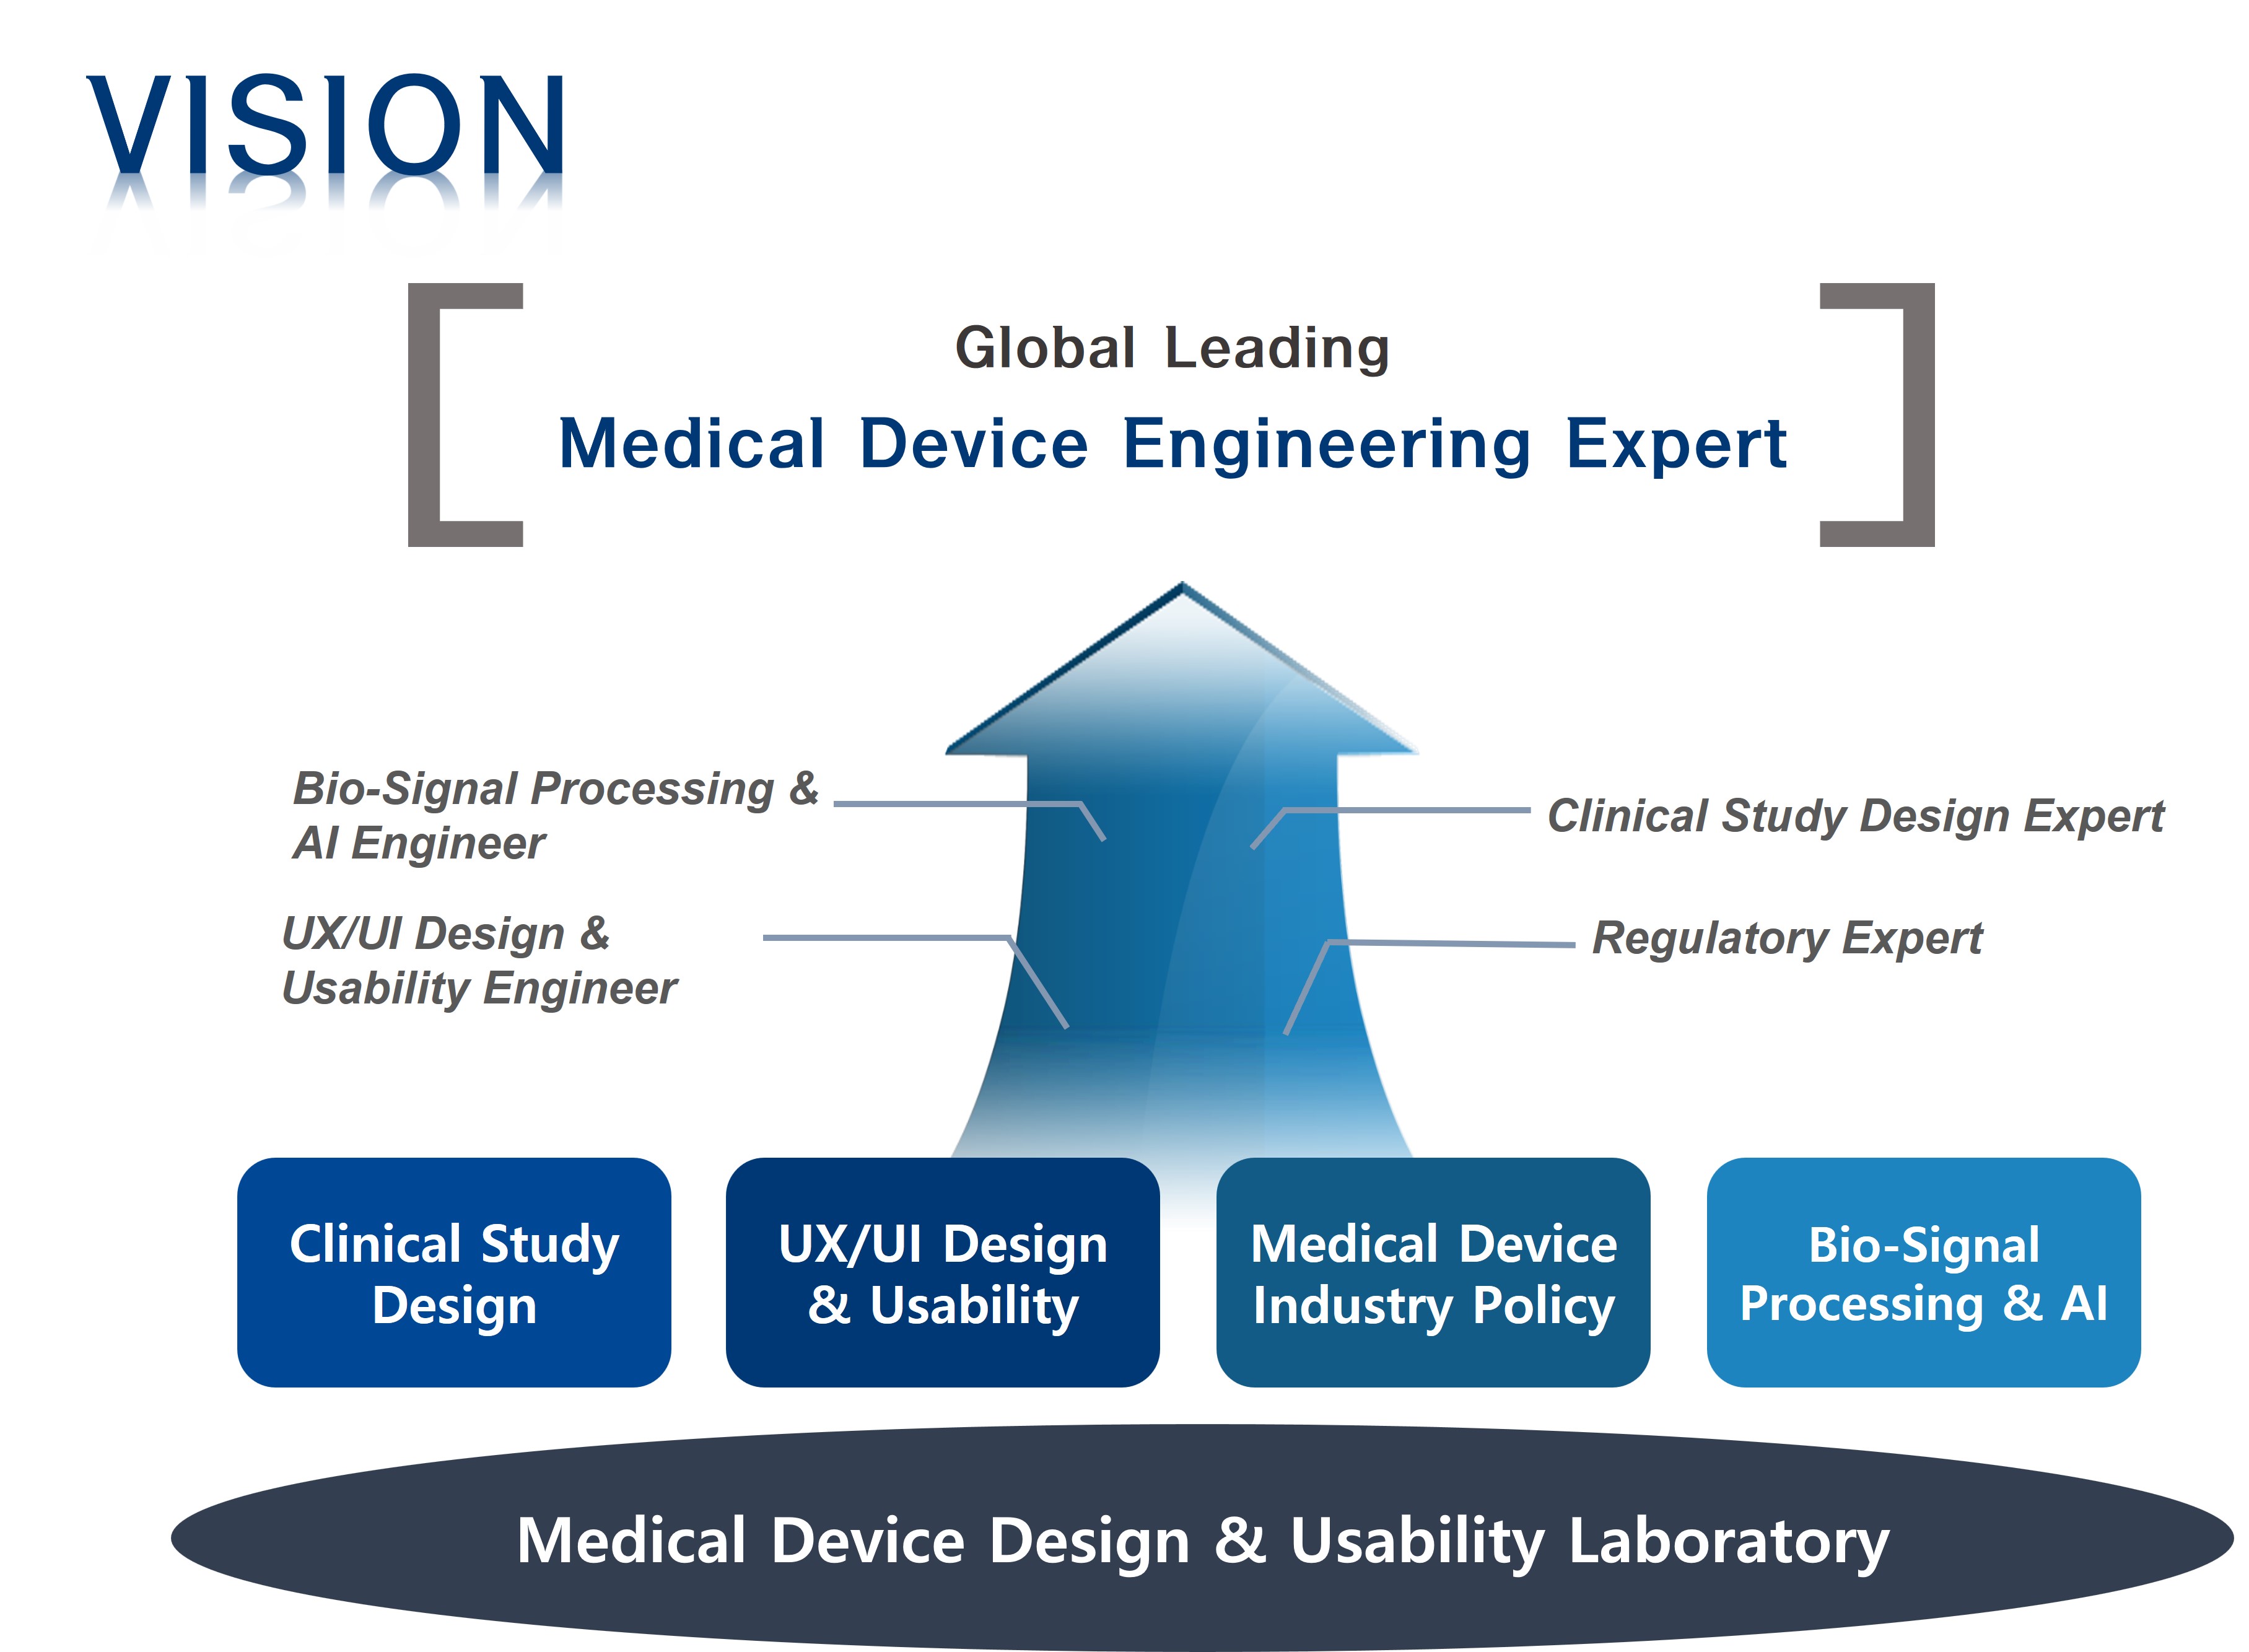 VISION
Global Leading
Medical Device Engineering Expert
Bio-Signal Processing &
AI Engineer
Clinical Study Design Expert
UX/UI Design &
Usability Engineer
Regulatory Expert
Clinical Study
Design
UX/UI Design
& Usability
Medical Device
Industry Policy
Bio-Signal
Processing & AI
Medical Device Design & Usability Laboratory